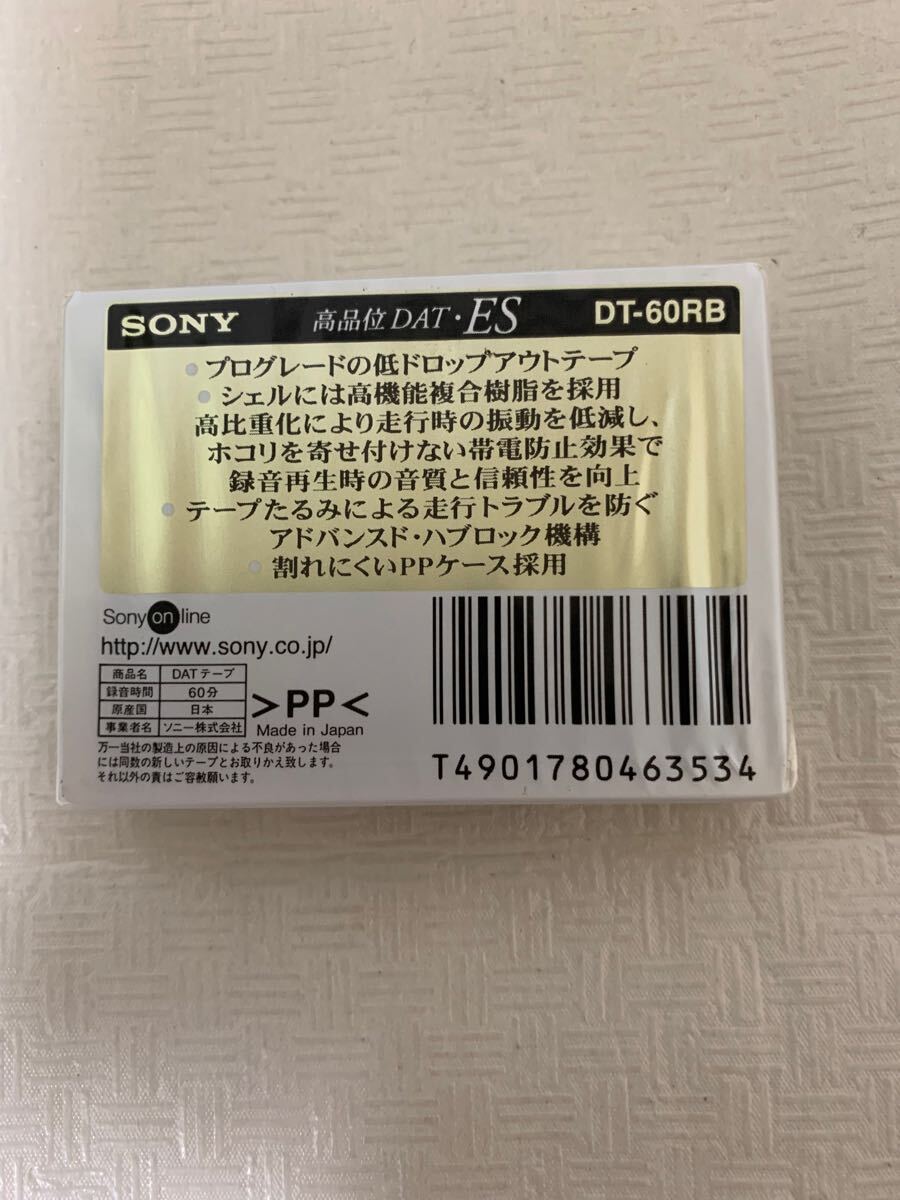 SONY 高品位 DAT・ES DT-60RB
・プログレードの低ドロップアウトテープ
・シェルには高機能複合樹脂を採用
高比重化により走行時の振動を低減し、
ホコリを寄せ付けない帯電防止効果で
録音再生時の音質と信頼性を向上
・テープたるみによる走行トラブルを防ぐ
アドバンスド・ハブロック機構
・割れにくいPPケース採用
Sony on line
http://www.sony.co.jp/
商品名 DATテープ
録音時間 60分
原産国 日本
事業者名 ソニー株式会社
>PP<
Made in Japan
万一当社の製造上の原因による不良があった場合
には同数の新しいテープとお取りかえ致します。
それ以外の責はご容赦願います。
T4901780463534